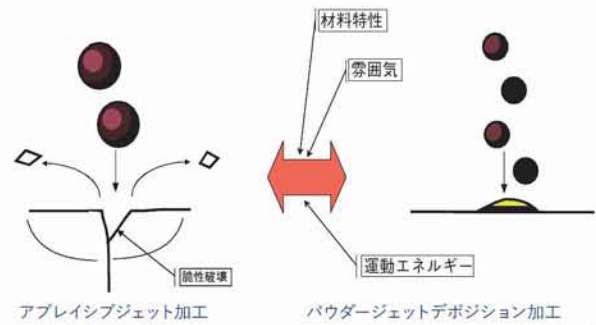 材料特性
雰囲気
脆性破壊
運動エネルギー
アブレイシブジェット加工
パウダージェットデポジション加工